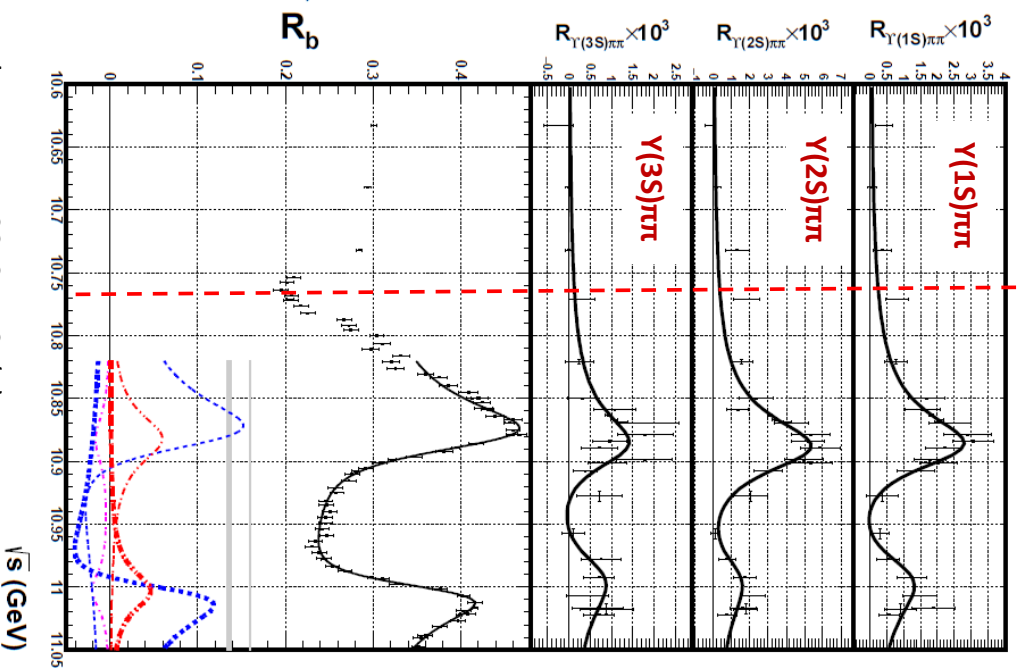 R_b
R_Υ(3S)ππ×10³
R_Υ(2S)ππ×10³
R_Υ(1S)ππ×10³
0 0.5 1 1.5 2 2.5 3 3.5 4
Υ(1S)ππ
-1 0 1 2 3 4 5 6 7
Υ(2S)ππ
-0.5 0 0.5 1 1.5 2 2.5
Υ(3S)ππ
0 0.1 0.2 0.3 0.4
10.6 10.65 10.7 10.75 10.8 10.85 10.9 10.95 11 11.05
√s (GeV)